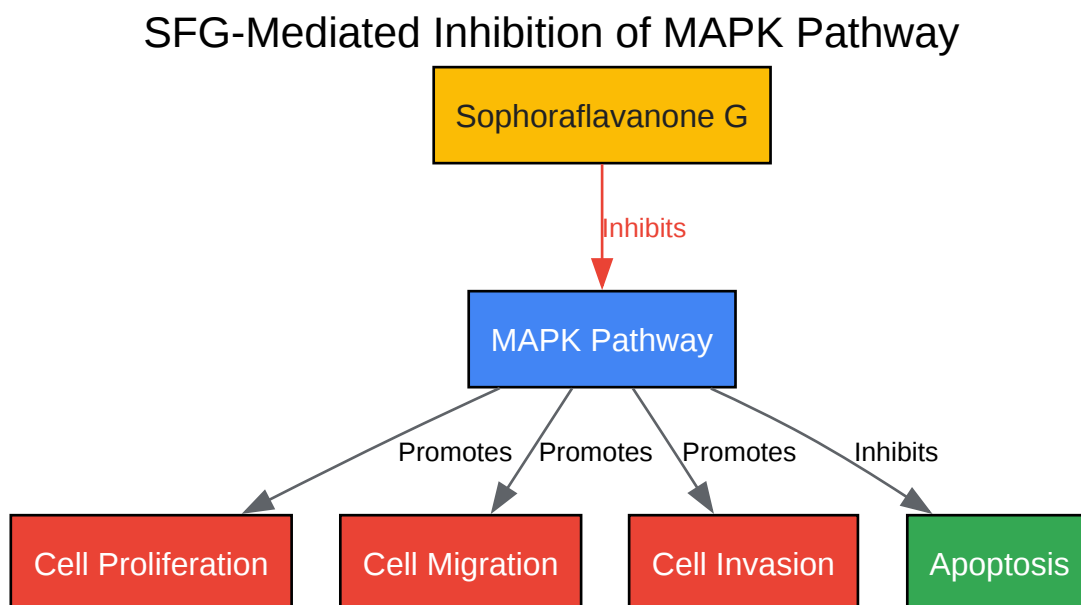 SFG-Mediated Inhibition of MAPK Pathway
Sophoraflavanone G
Inhibits
MAPK Pathway
Promotes
Promotes
Promotes
Inhibits
Cell Proliferation
Cell Migration
Cell Invasion
Apoptosis